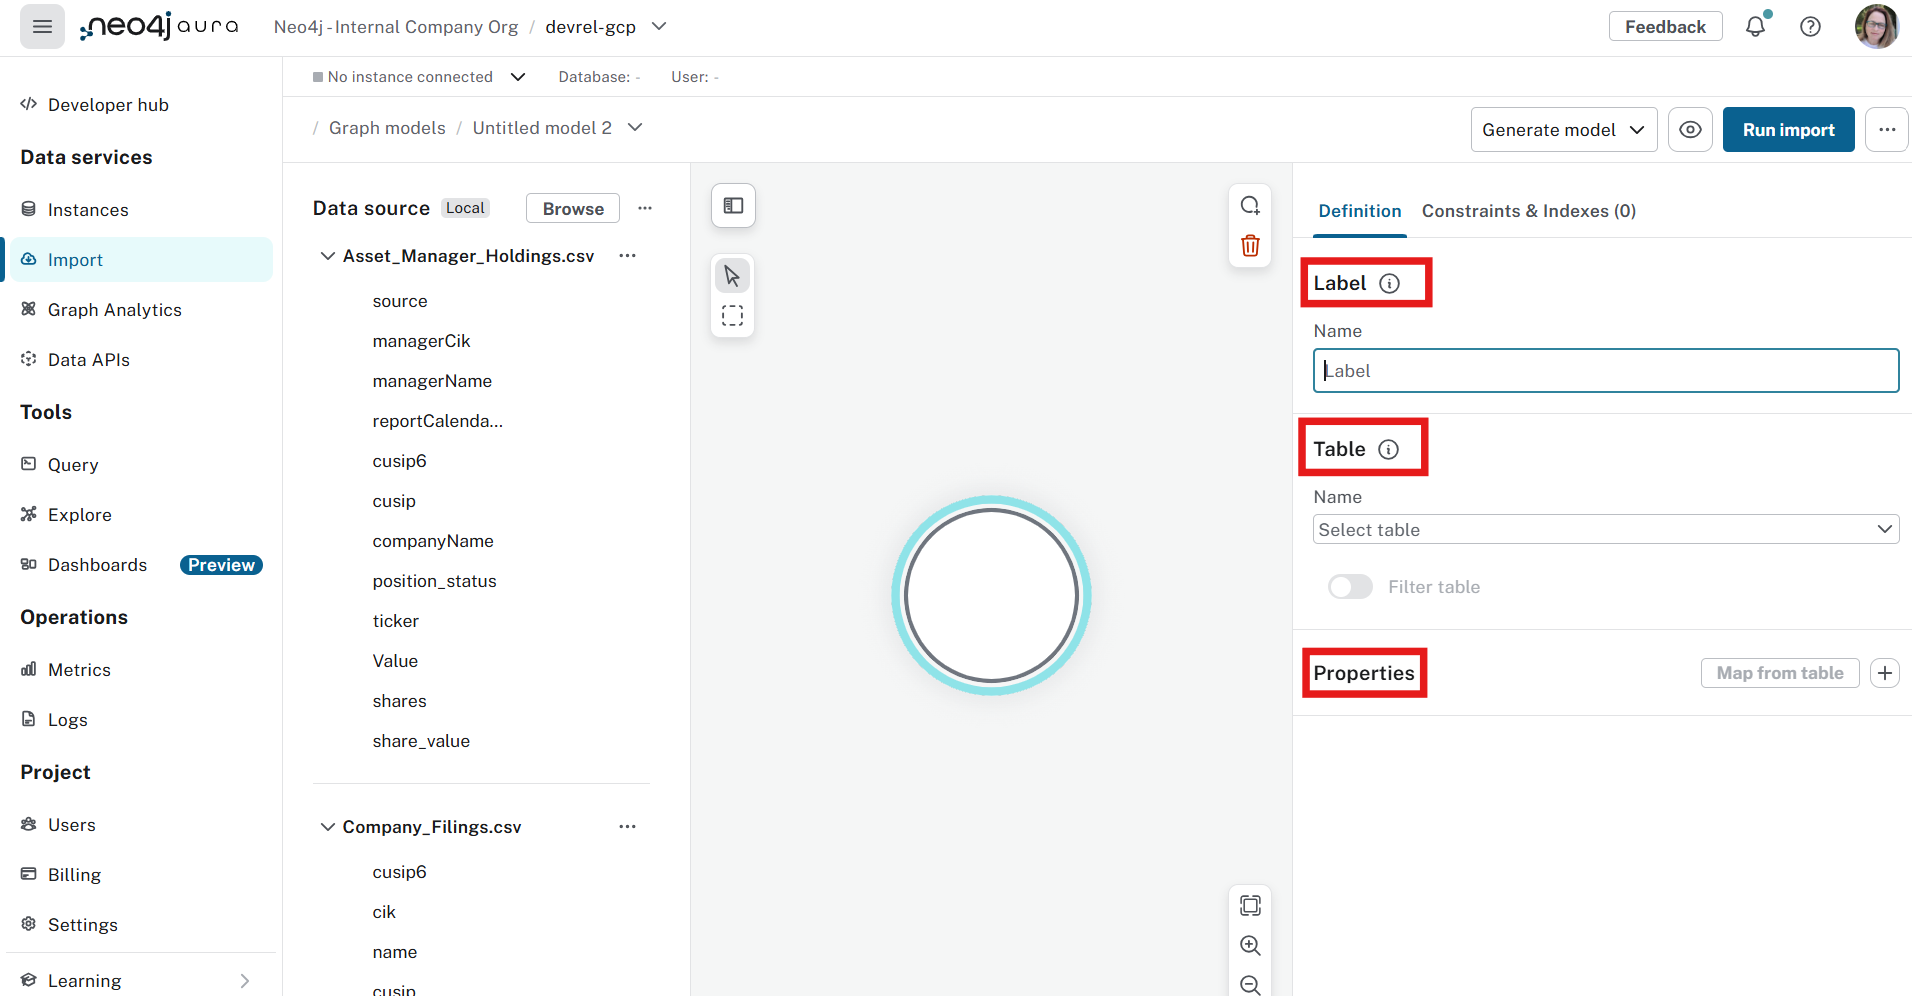 neo4j aura
Neo4j - Internal Company Org / devrel-gcp
Feedback
No instance connected
Database: -
User: -
/ Graph models / Untitled model 2
Generate model
Run import
Developer hub
Data services
Instances
Import
Graph Analytics
Data APIs
Tools
Query
Explore
Dashboards Preview
Operations
Metrics
Logs
Project
Users
Billing
Settings
Learning
Data source Local Browse
Asset_Manager_Holdings.csv
source
managerCik
managerName
reportCalenda...
cusip6
cusip
companyName
position_status
ticker
Value
shares
share_value
Company_Filings.csv
cusip6
cik
name
cusip
Definition Constraints & Indexes (0)
Label
Name
Label
Table
Name
Select table
Filter table
Properties Map from table